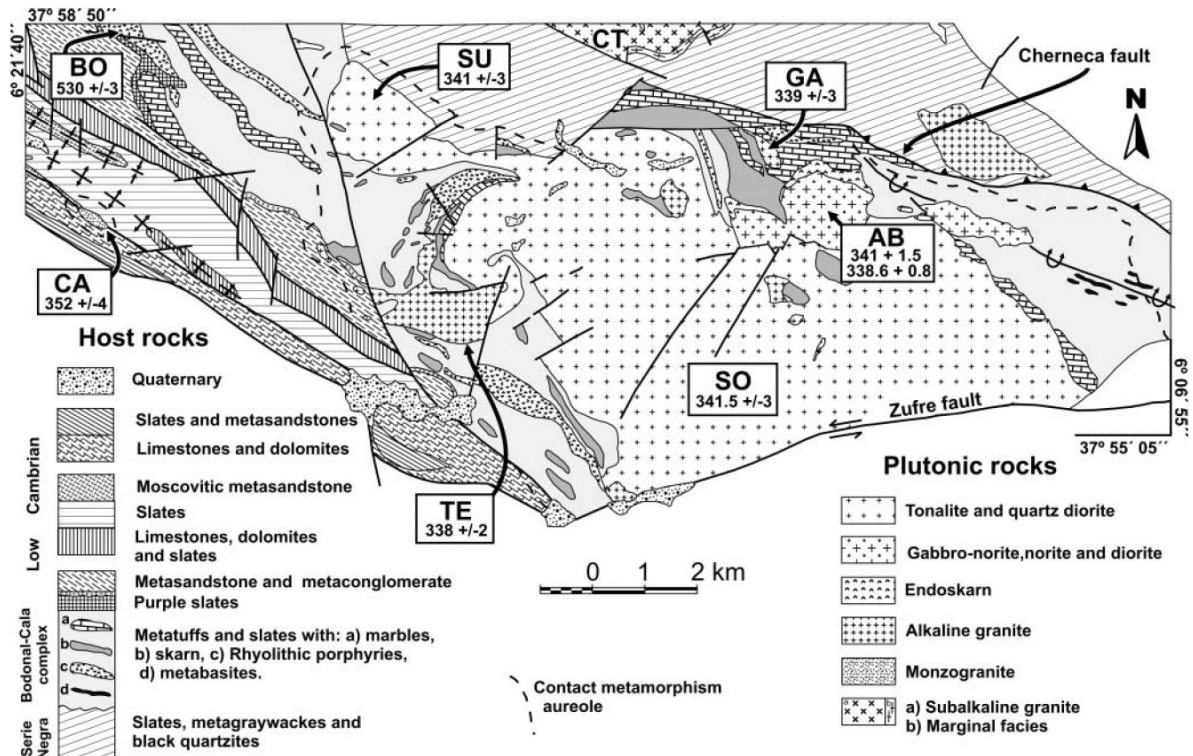 37º 58´ 50´´
6º 21´ 40´´
BO
530 +/-3
SU
341 +/-3
CT
GA
339 +/-3
Cherneca fault
N
CA
352 +/-4
AB
341 + 1.5
338.6 + 0.8
SO
341.5 +/-3
TE
338 +/-2
Zufre fault
6º 06´ 55´´
37º 55´ 05´´
0 1 2 km
Host rocks
Quaternary
Cambrian
Low
Slates and metasandstones
Limestones and dolomites
Moscovitic metasandstone
Slates
Limestones, dolomites
and slates
Metasandstone and metaconglomerate
Purple slates
Bodonal-Cala
complex
a
b
c
d
Metatuffs and slates with: a) marbles,
b) skarn, c) Rhyolithic porphyries,
d) metabasites.
Serie
Negra
Slates, metagraywackes and
black quartzites
Contact metamorphism
aureole
Plutonic rocks
Tonalite and quartz diorite
Gabbro-norite,norite and diorite
Endoskarn
Alkaline granite
Monzogranite
a
b
a) Subalkaline granite
b) Marginal facies